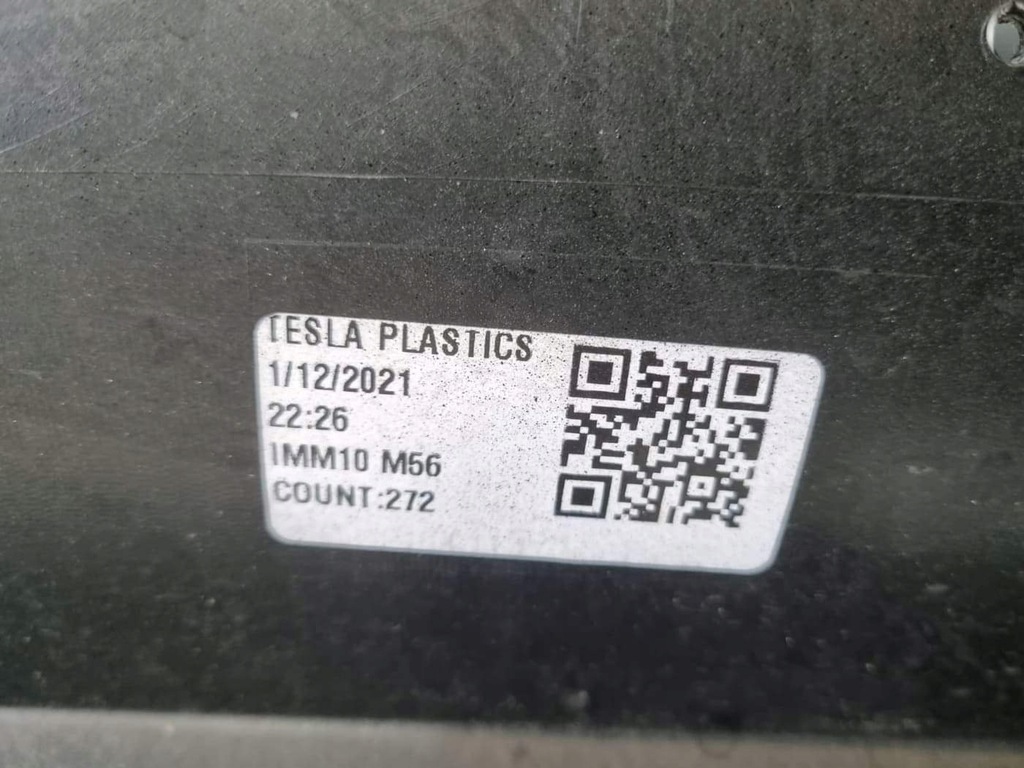 TESLA PLASTICS
1/12/2021
22:26
IMM10 M56
COUNT:272